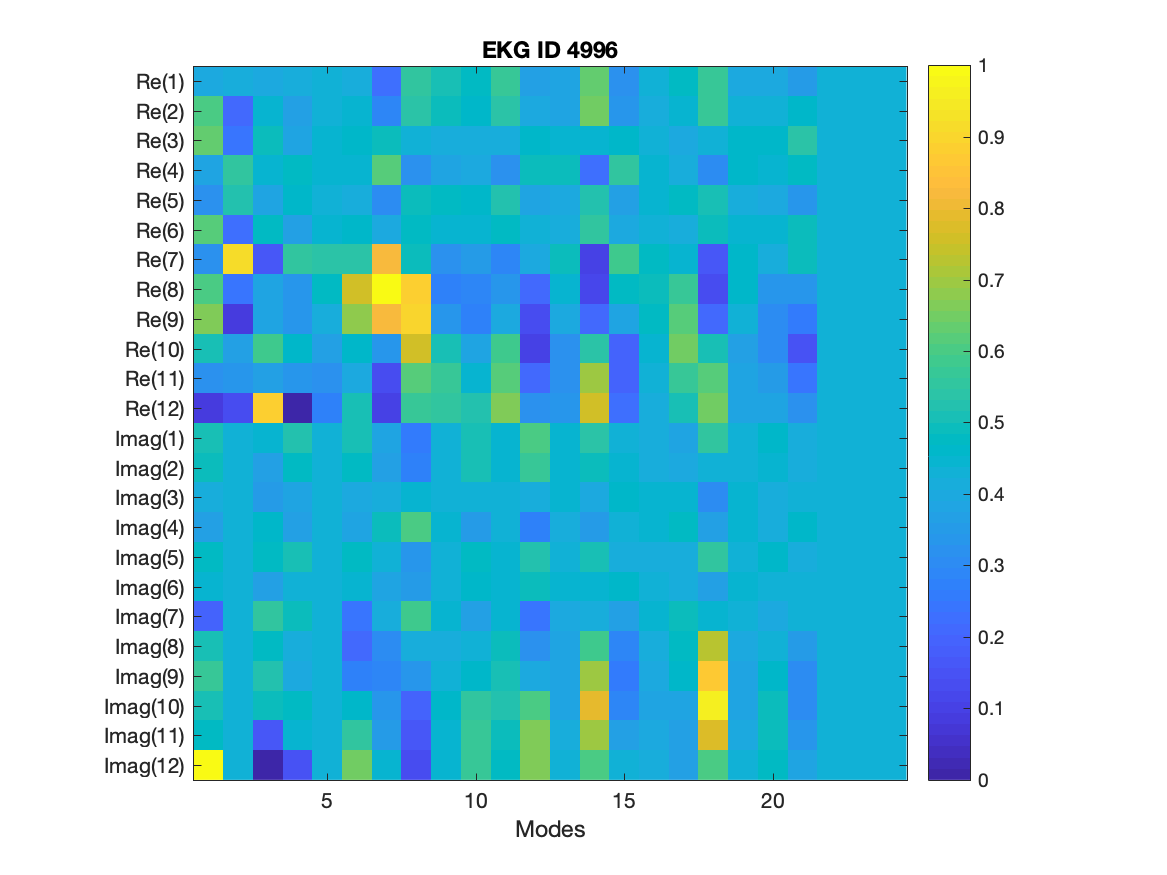 EKG ID 4996
Re(1)
Re(2)
Re(3)
Re(4)
Re(5)
Re(6)
Re(7)
Re(8)
Re(9)
Re(10)
Re(11)
Re(12)
Imag(1)
Imag(2)
Imag(3)
Imag(4)
Imag(5)
Imag(6)
Imag(7)
Imag(8)
Imag(9)
Imag(10)
Imag(11)
Imag(12)
5 10 15 20
Modes
1
0.9
0.8
0.7
0.6
0.5
0.4
0.3
0.2
0.1
0